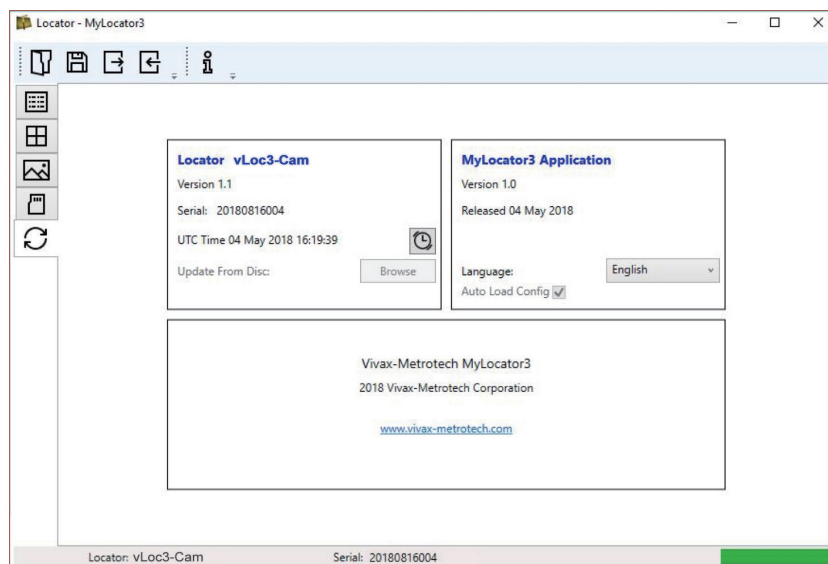 Locator - MyLocator3
Locator vLoc3-Cam
Version 1.1
Serial: 20180816004
UTC Time 04 May 2018 16:19:39
Update From Disc:
Browse
MyLocator3 Application
Version 1.0
Released 04 May 2018
Language:
English
Auto Load Config
Vivax-Metrotech MyLocator3
2018 Vivax-Metrotech Corporation
www.vivax-metrotech.com
Locator: vLoc3-Cam
Serial: 20180816004